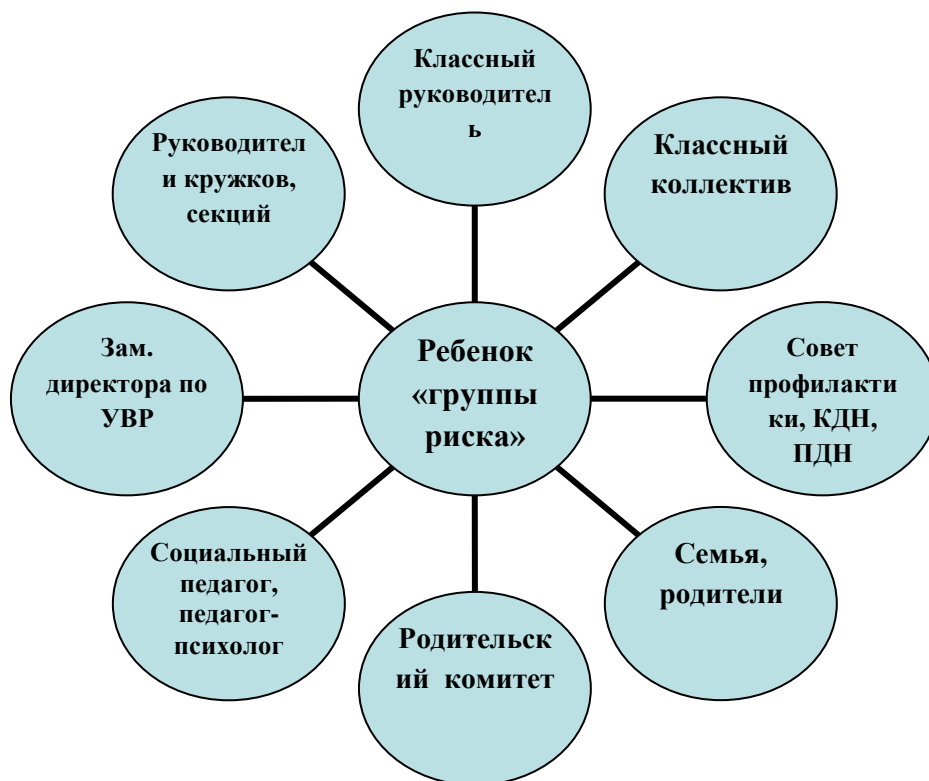 Классный
руководител
ь
Руководител
и кружков,
секций
Классный
коллектив
Зам.
директора по
УВР
Ребенок
«группы
риска»
Совет
профилакти
ки, КДН,
ПДН
Социальный
педагог,
педагог-
психолог
Семья,
родители
Родительск
ий комитет